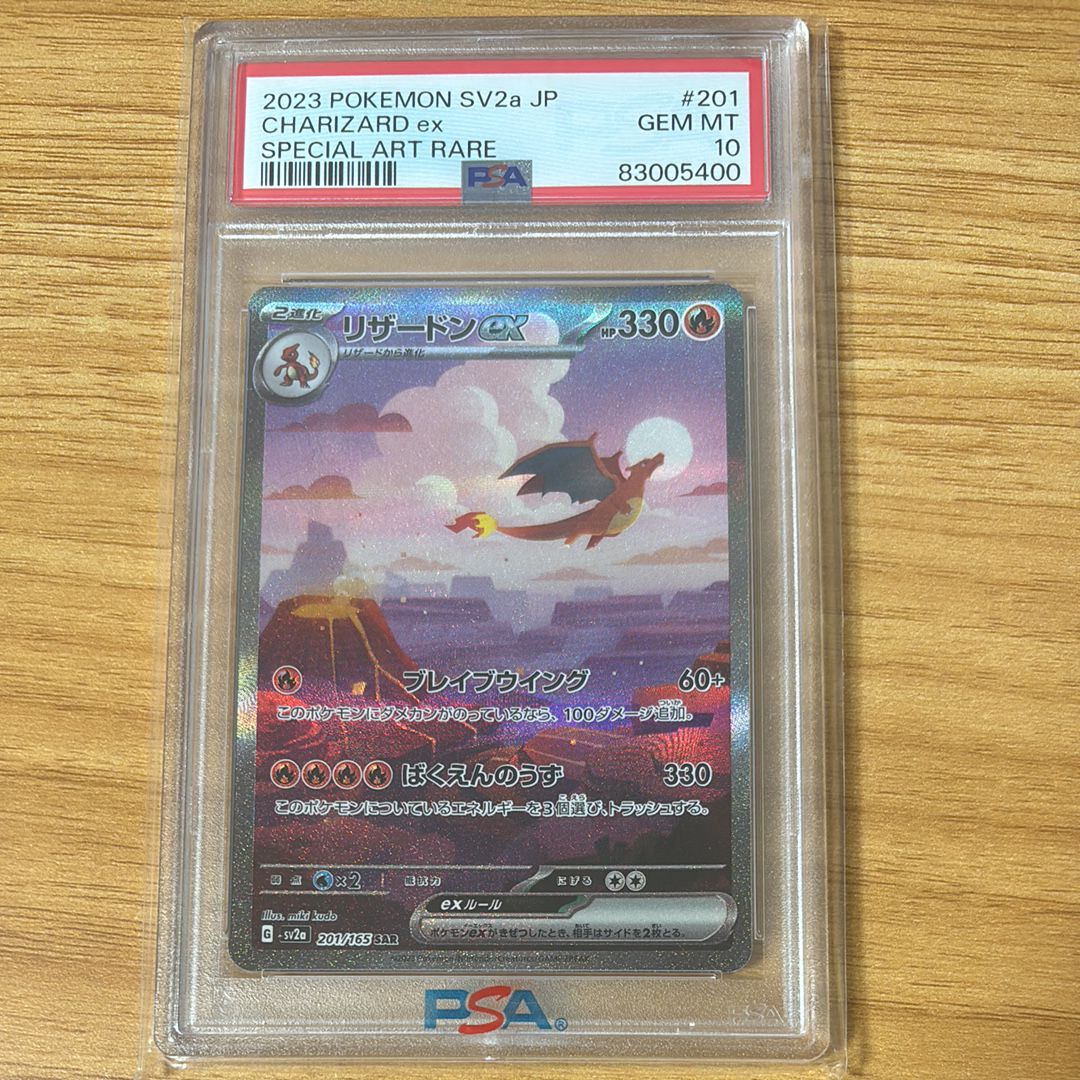 2023 POKEMON SV2a JP #201
CHARIZARD ex GEM MT
SPECIAL ART RARE 10
PSA 83005400
2進化 リザードンex HP330
リザードから進化
ブレイブウイング 60+
このポケモンにダメカンがのっているなら、100ダメージ追加。
ばくえんのうず 330
このポケモンについているエネルギーを3個選び、トラッシュする。
弱点 ×2 抵抗力 にげる
exルール
ポケモンexがきぜつしたとき、相手はサイドを2枚とる。
Illus. miki kudo
G sv2a 201/165 SAR
©2023 Pokémon/Nintendo/Creatures/GAME FREAK
PSA®